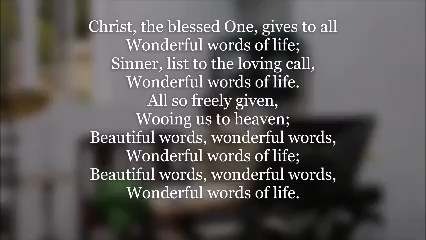 Christ, the blessed One, gives to all
Wonderful words of life;
Sinner, list to the loving call,
Wonderful words of life.
All so freely given,
Wooing us to heaven;
Beautiful words, wonderful words,
Wonderful words of life;
Beautiful words, wonderful words,
Wonderful words of life.